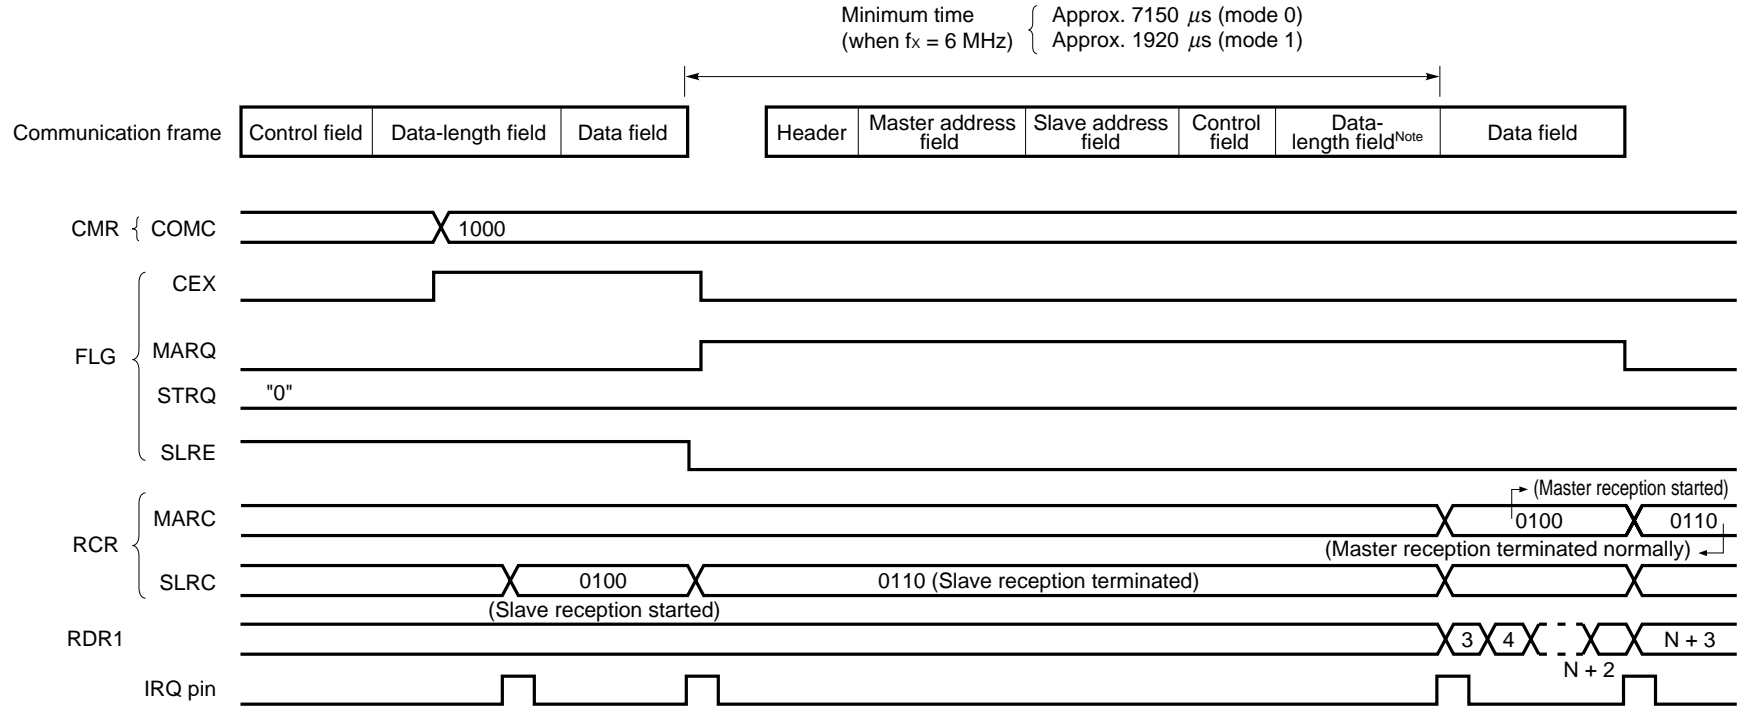 Minimum time
(when fx = 6 MHz)
Approx. 7150 μs (mode 0)
Approx. 1920 μs (mode 1)
Communication frame
Control field
Data-length field
Data field
Header
Master address
field
Slave address
field
Control
field
Data-
length fieldNote
Data field
CMR
COMC
1000
FLG
CEX
MARQ
STRQ
"0"
SLRE
RCR
MARC
(Master reception started)
0100
0110
(Master reception terminated normally)
SLRC
0100
0110 (Slave reception terminated)
(Slave reception started)
RDR1
3
4
N + 2
N + 3
IRQ pin